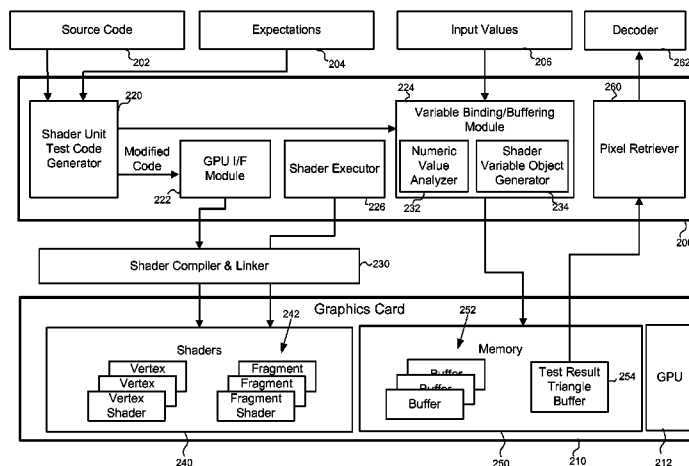 Source Code
Expectations
Input Values
Decoder
202
204
206
262
220
224
260
Shader Unit
Test Code
Generator
Modified
Code
GPU I/F
Module
222
Shader Executor
226
Variable Binding/Buffering
Module
Numeric
Value
Analyzer
232
Shader
Variable Object
Generator
234
Pixel Retriever
200
Shader Compiler & Linker
230
Graphics Card
Shaders
242
Vertex
Vertex
Vertex
Shader
Fragment
Fragment
Fragment
Shader
240
252
Memory
Buffer
Buffer
Buffer
Test Result
Triangle
Buffer
254
250
210
GPU
212